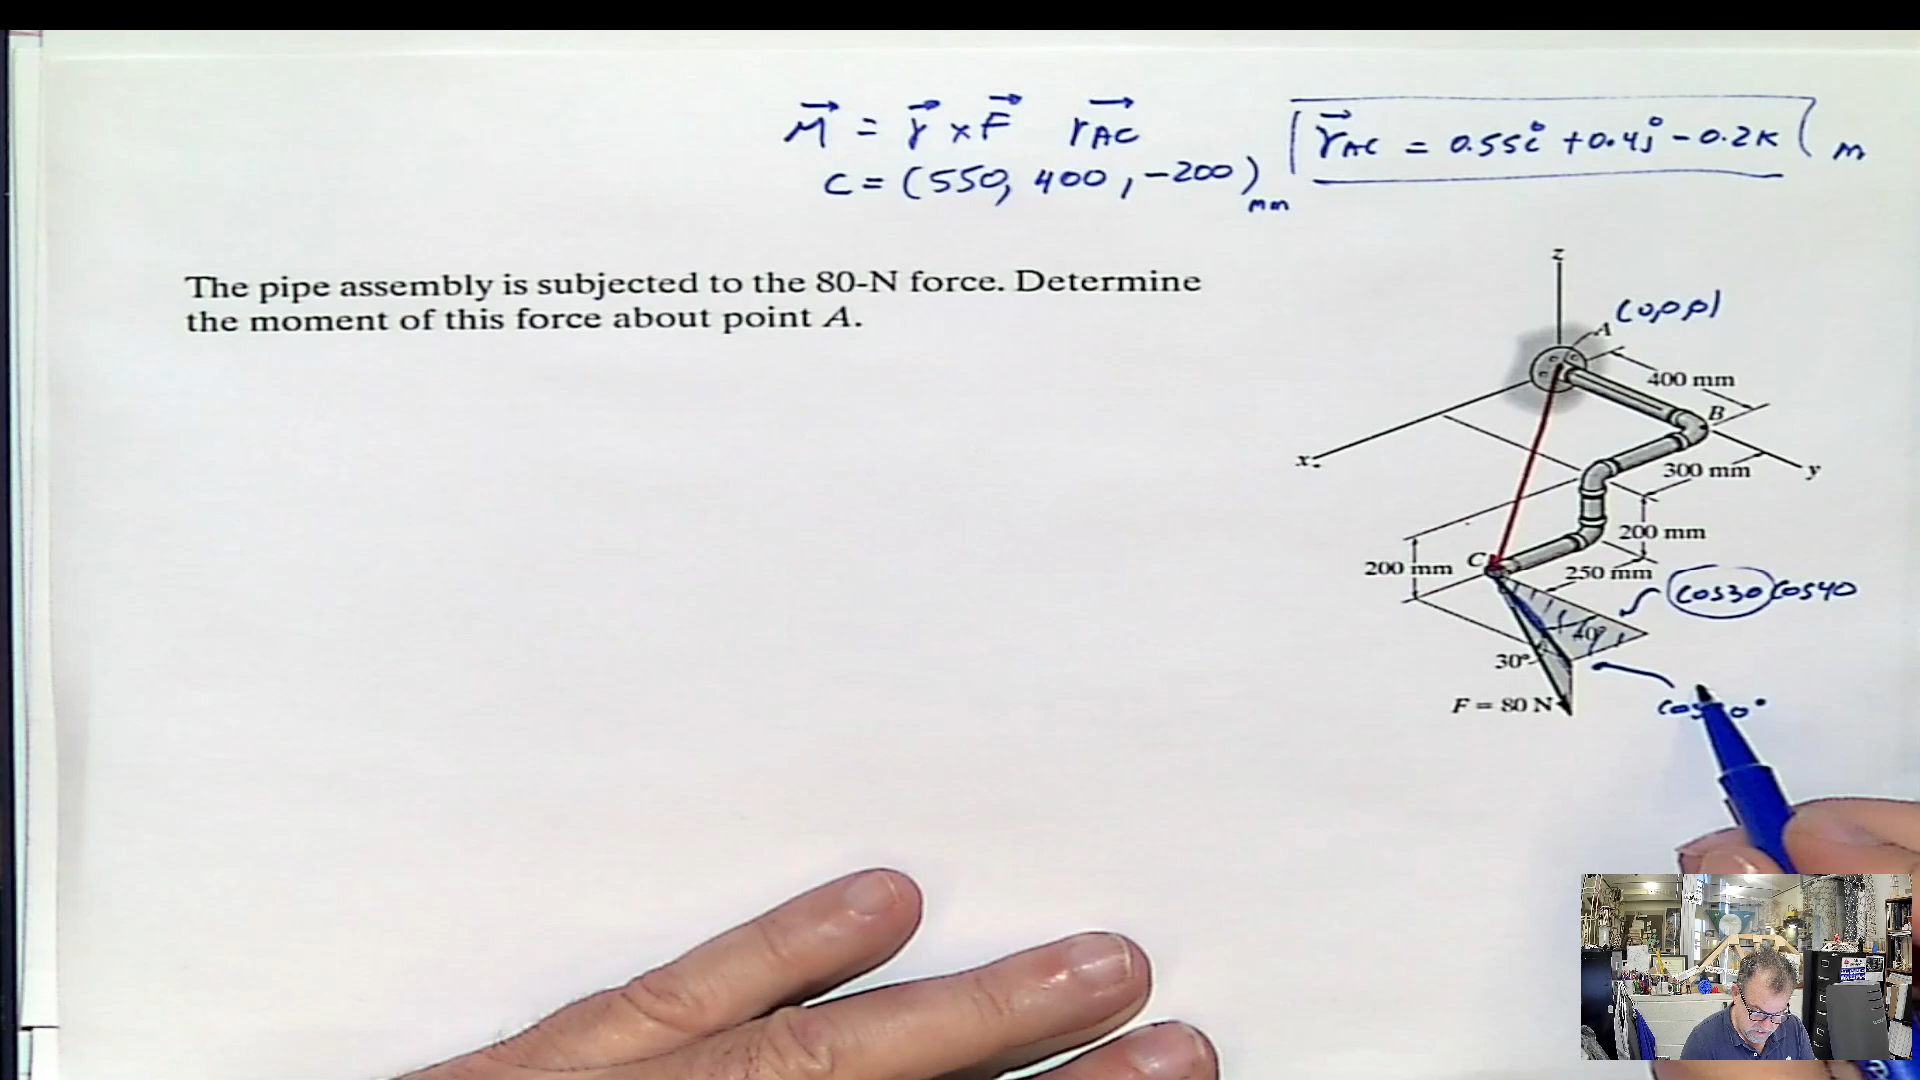 M = r x F rAC
rAC = 0.55i + 0.4j - 0.2k m
C = (550, 400, -200) mm
The pipe assembly is subjected to the 80-N force. Determine
the moment of this force about point A.
z
(0,0,0)
A
400 mm
B
x
300 mm
y
200 mm
200 mm
C
250 mm
cos30 cos40
40°
30°
F = 80 N